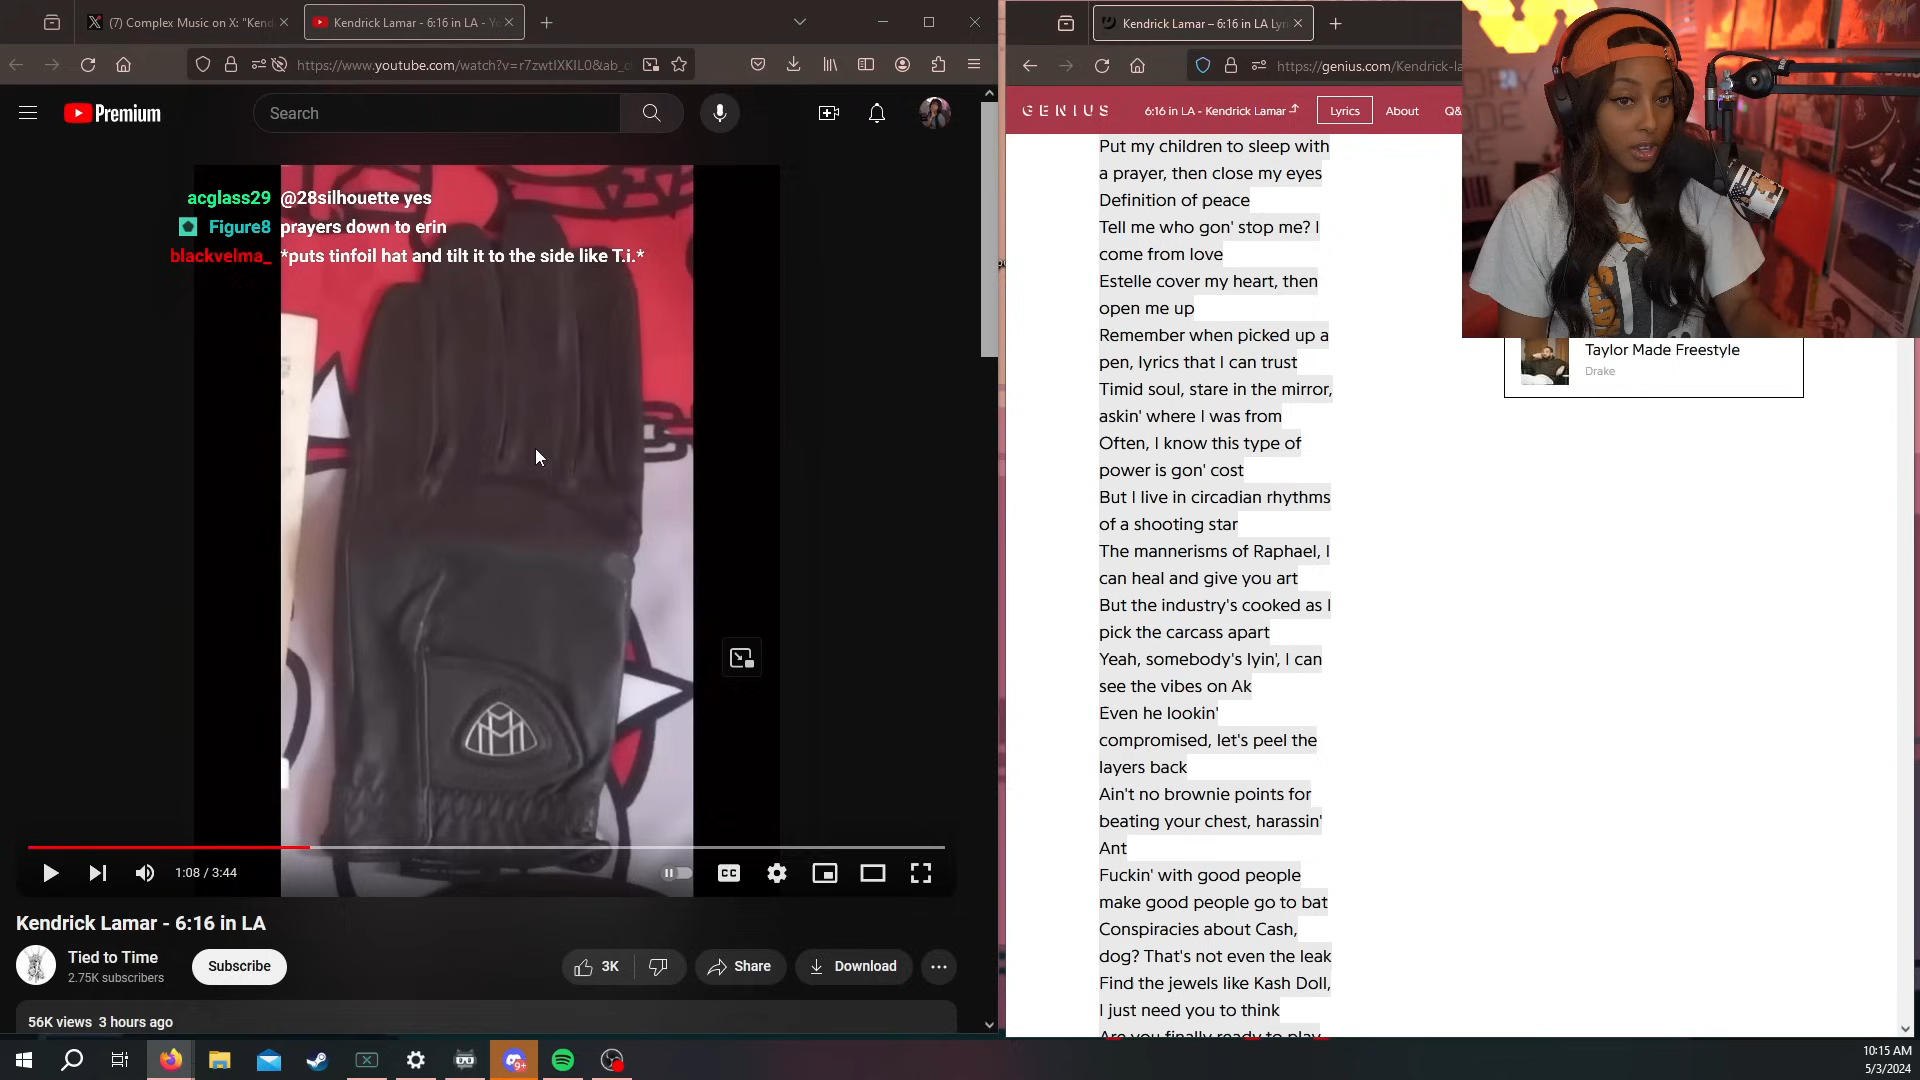 (7) Complex Music on X: "Kend
Kendrick Lamar - 6:16 in LA - Yo
Kendrick Lamar – 6:16 in LA Lyri
https://www.youtube.com/watch?v=r7zwtIXKIL0&ab_c
https://genius.com/Kendrick-la
Premium
Search
GENIUS
6:16 in LA - Kendrick Lamar
Lyrics
About
Q&
acglass29 @28silhouette yes
Figure8 prayers down to erin
blackvelma_ *puts tinfoil hat and tilt it to the side like T.i.*
1:08 / 3:44
CC
Kendrick Lamar - 6:16 in LA
Tied to Time
2.75K subscribers
Subscribe
3K
Share
Download
56K views 3 hours ago
Put my children to sleep with
a prayer, then close my eyes
Definition of peace
Tell me who gon' stop me? I
come from love
Estelle cover my heart, then
open me up
Remember when picked up a
pen, lyrics that I can trust
Timid soul, stare in the mirror,
askin' where I was from
Often, I know this type of
power is gon' cost
But I live in circadian rhythms
of a shooting star
The mannerisms of Raphael, I
can heal and give you art
But the industry's cooked as I
pick the carcass apart
Yeah, somebody's lyin', I can
see the vibes on Ak
Even he lookin'
compromised, let's peel the
layers back
Ain't no brownie points for
beating your chest, harassin'
Ant
Fuckin' with good people
make good people go to bat
Conspiracies about Cash,
dog? That's not even the leak
Find the jewels like Kash Doll,
I just need you to think
Are you finally ready to play
Taylor Made Freestyle
Drake
9+
10:15 AM
5/3/2024